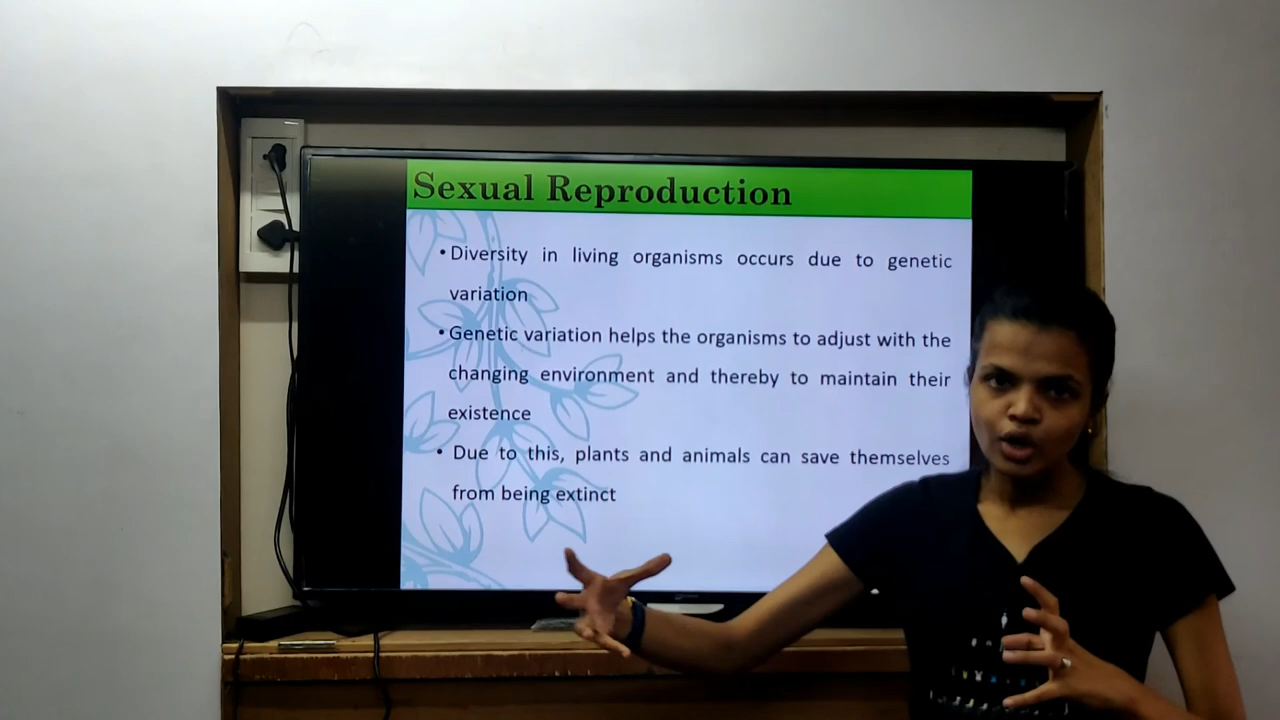 Sexual Reproduction
• Diversity in living organisms occurs due to genetic
variation
• Genetic variation helps the organisms to adjust with the
changing environment and thereby to maintain their
existence
• Due to this, plants and animals can save themselves
from being extinct